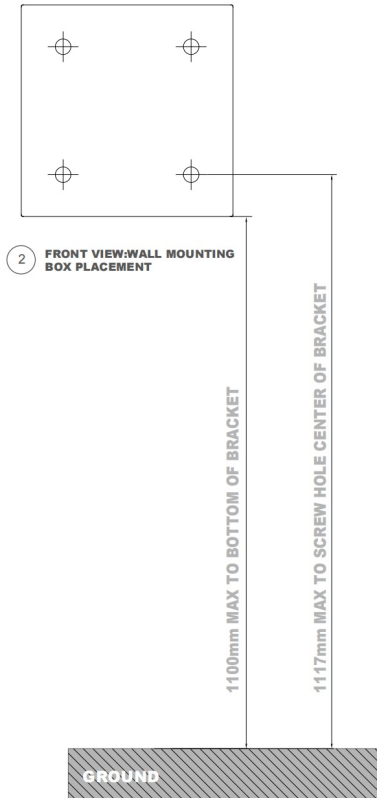 2
FRONT VIEW:WALL MOUNTING
BOX PLACEMENT
1100mm MAX TO BOTTOM OF BRACKET
1117mm MAX TO SCREW HOLE CENTER OF BRACKET
GROUND